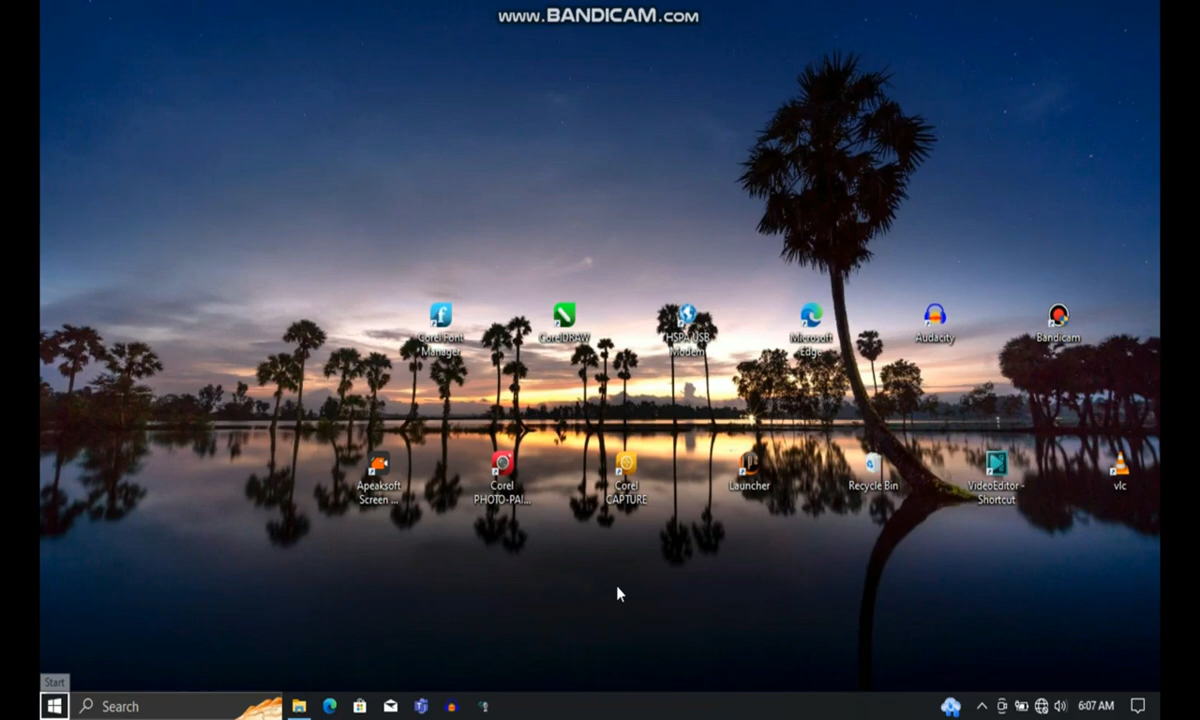 www.BANDICAM.com
Corel Font
Manager
CorelDRAW
HSPA USB
Modem
Microsoft
Edge
Audacity
Bandicam
Apeaksoft
Screen ...
Corel
PHOTO-PAI...
Corel
CAPTURE
Launcher
Recycle Bin
VideoEditor -
Shortcut
vlc
Start
Search
6:07 AM